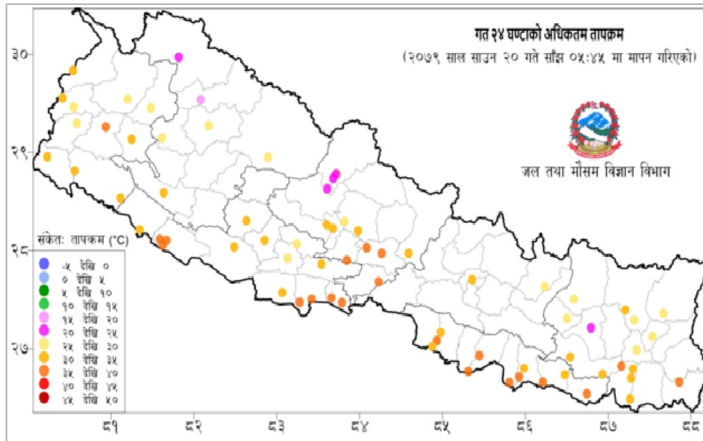 गत २४ घण्टाको अधिकतम तापक्रम
(२०७९ साल साउन २० गते साँझ ०५:४५ मा मापन गरिएको)
जल तथा मौसम विज्ञान विभाग
३०
२९
२८
२७
संकेतः तापक्रम (°C)
-५ देखि ०
० देखि ५
५ देखि १०
१० देखि १५
१५ देखि २०
२० देखि २५
२५ देखि ३०
३० देखि ३५
३५ देखि ४०
४० देखि ४५
४५ देखि ५०
८१ ८२ ८३ ८४ ८५ ८६ ८७ ८८